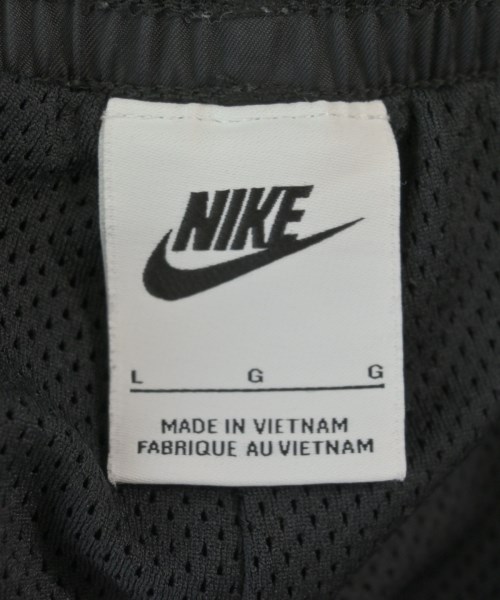 NIKE
L G G
MADE IN VIETNAM
FABRIQUE AU VIETNAM